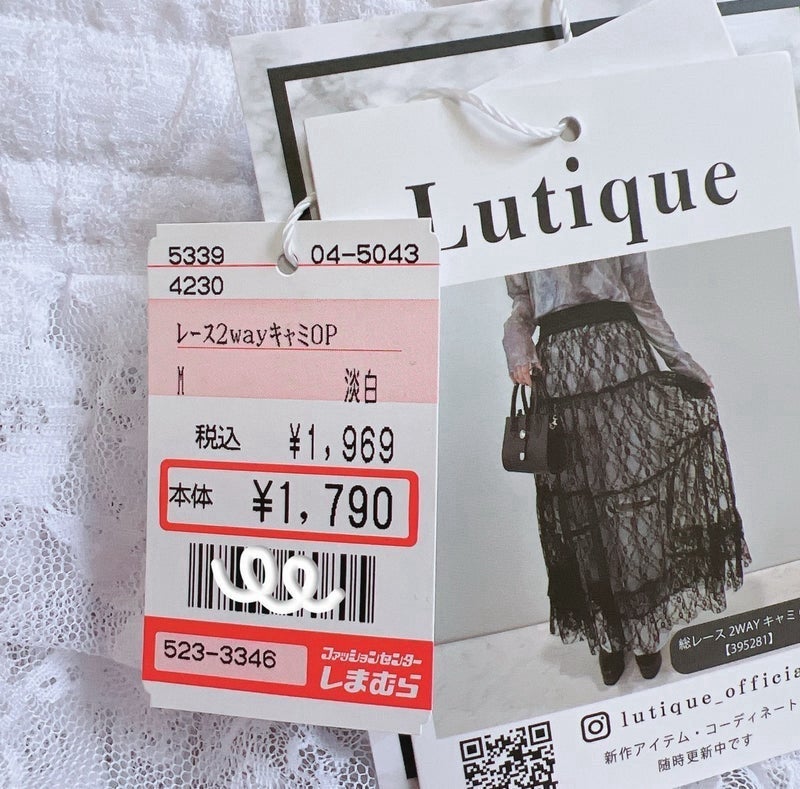 5339 04-5043
4230
レース2wayキャミOP
M 淡白
税込 ¥1,969
本体 ¥1,790
523-3346
ファッションセンター
しまむら
Lutique
総レース 2WAY キャミ
【395281】
lutique_officia
新作アイテム・コーディネート
随時更新中です